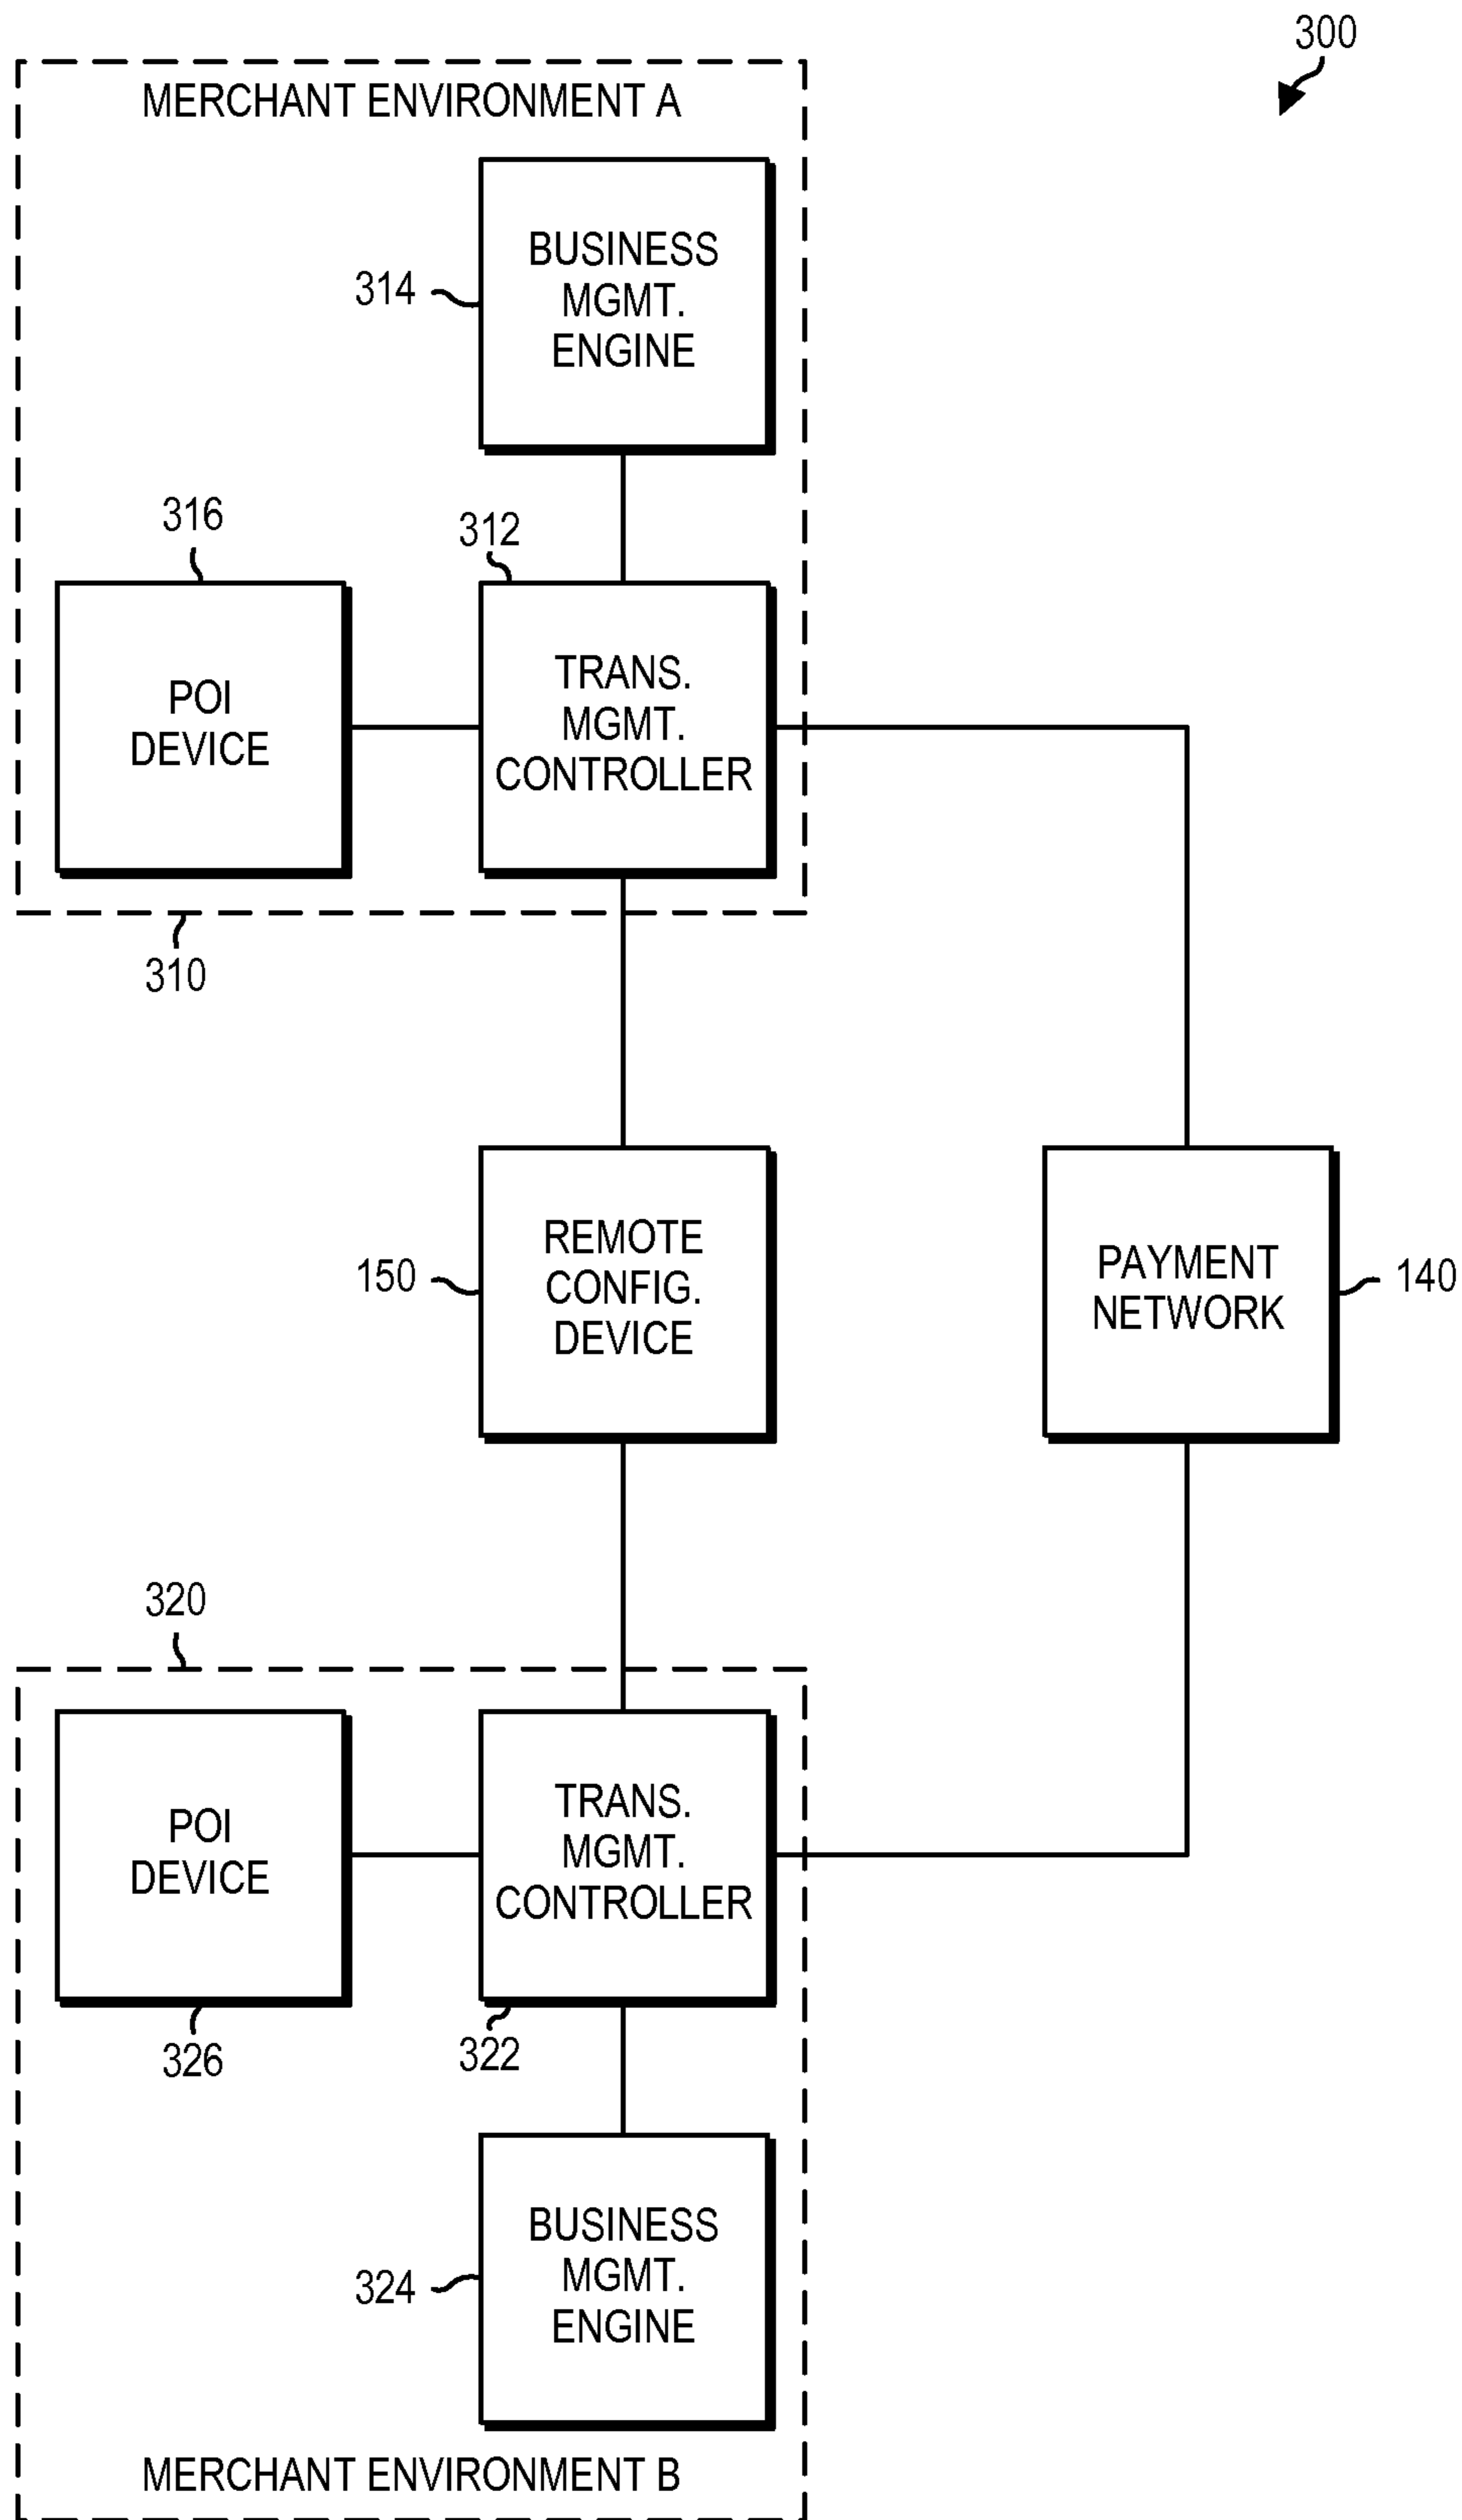 300
MERCHANT ENVIRONMENT A
BUSINESS
MGMT.
ENGINE
314
316
312
POI
DEVICE
TRANS.
MGMT.
CONTROLLER
310
REMOTE
CONFIG.
DEVICE
150
PAYMENT
NETWORK
140
320
POI
DEVICE
TRANS.
MGMT.
CONTROLLER
326
322
BUSINESS
MGMT.
ENGINE
324
MERCHANT ENVIRONMENT B